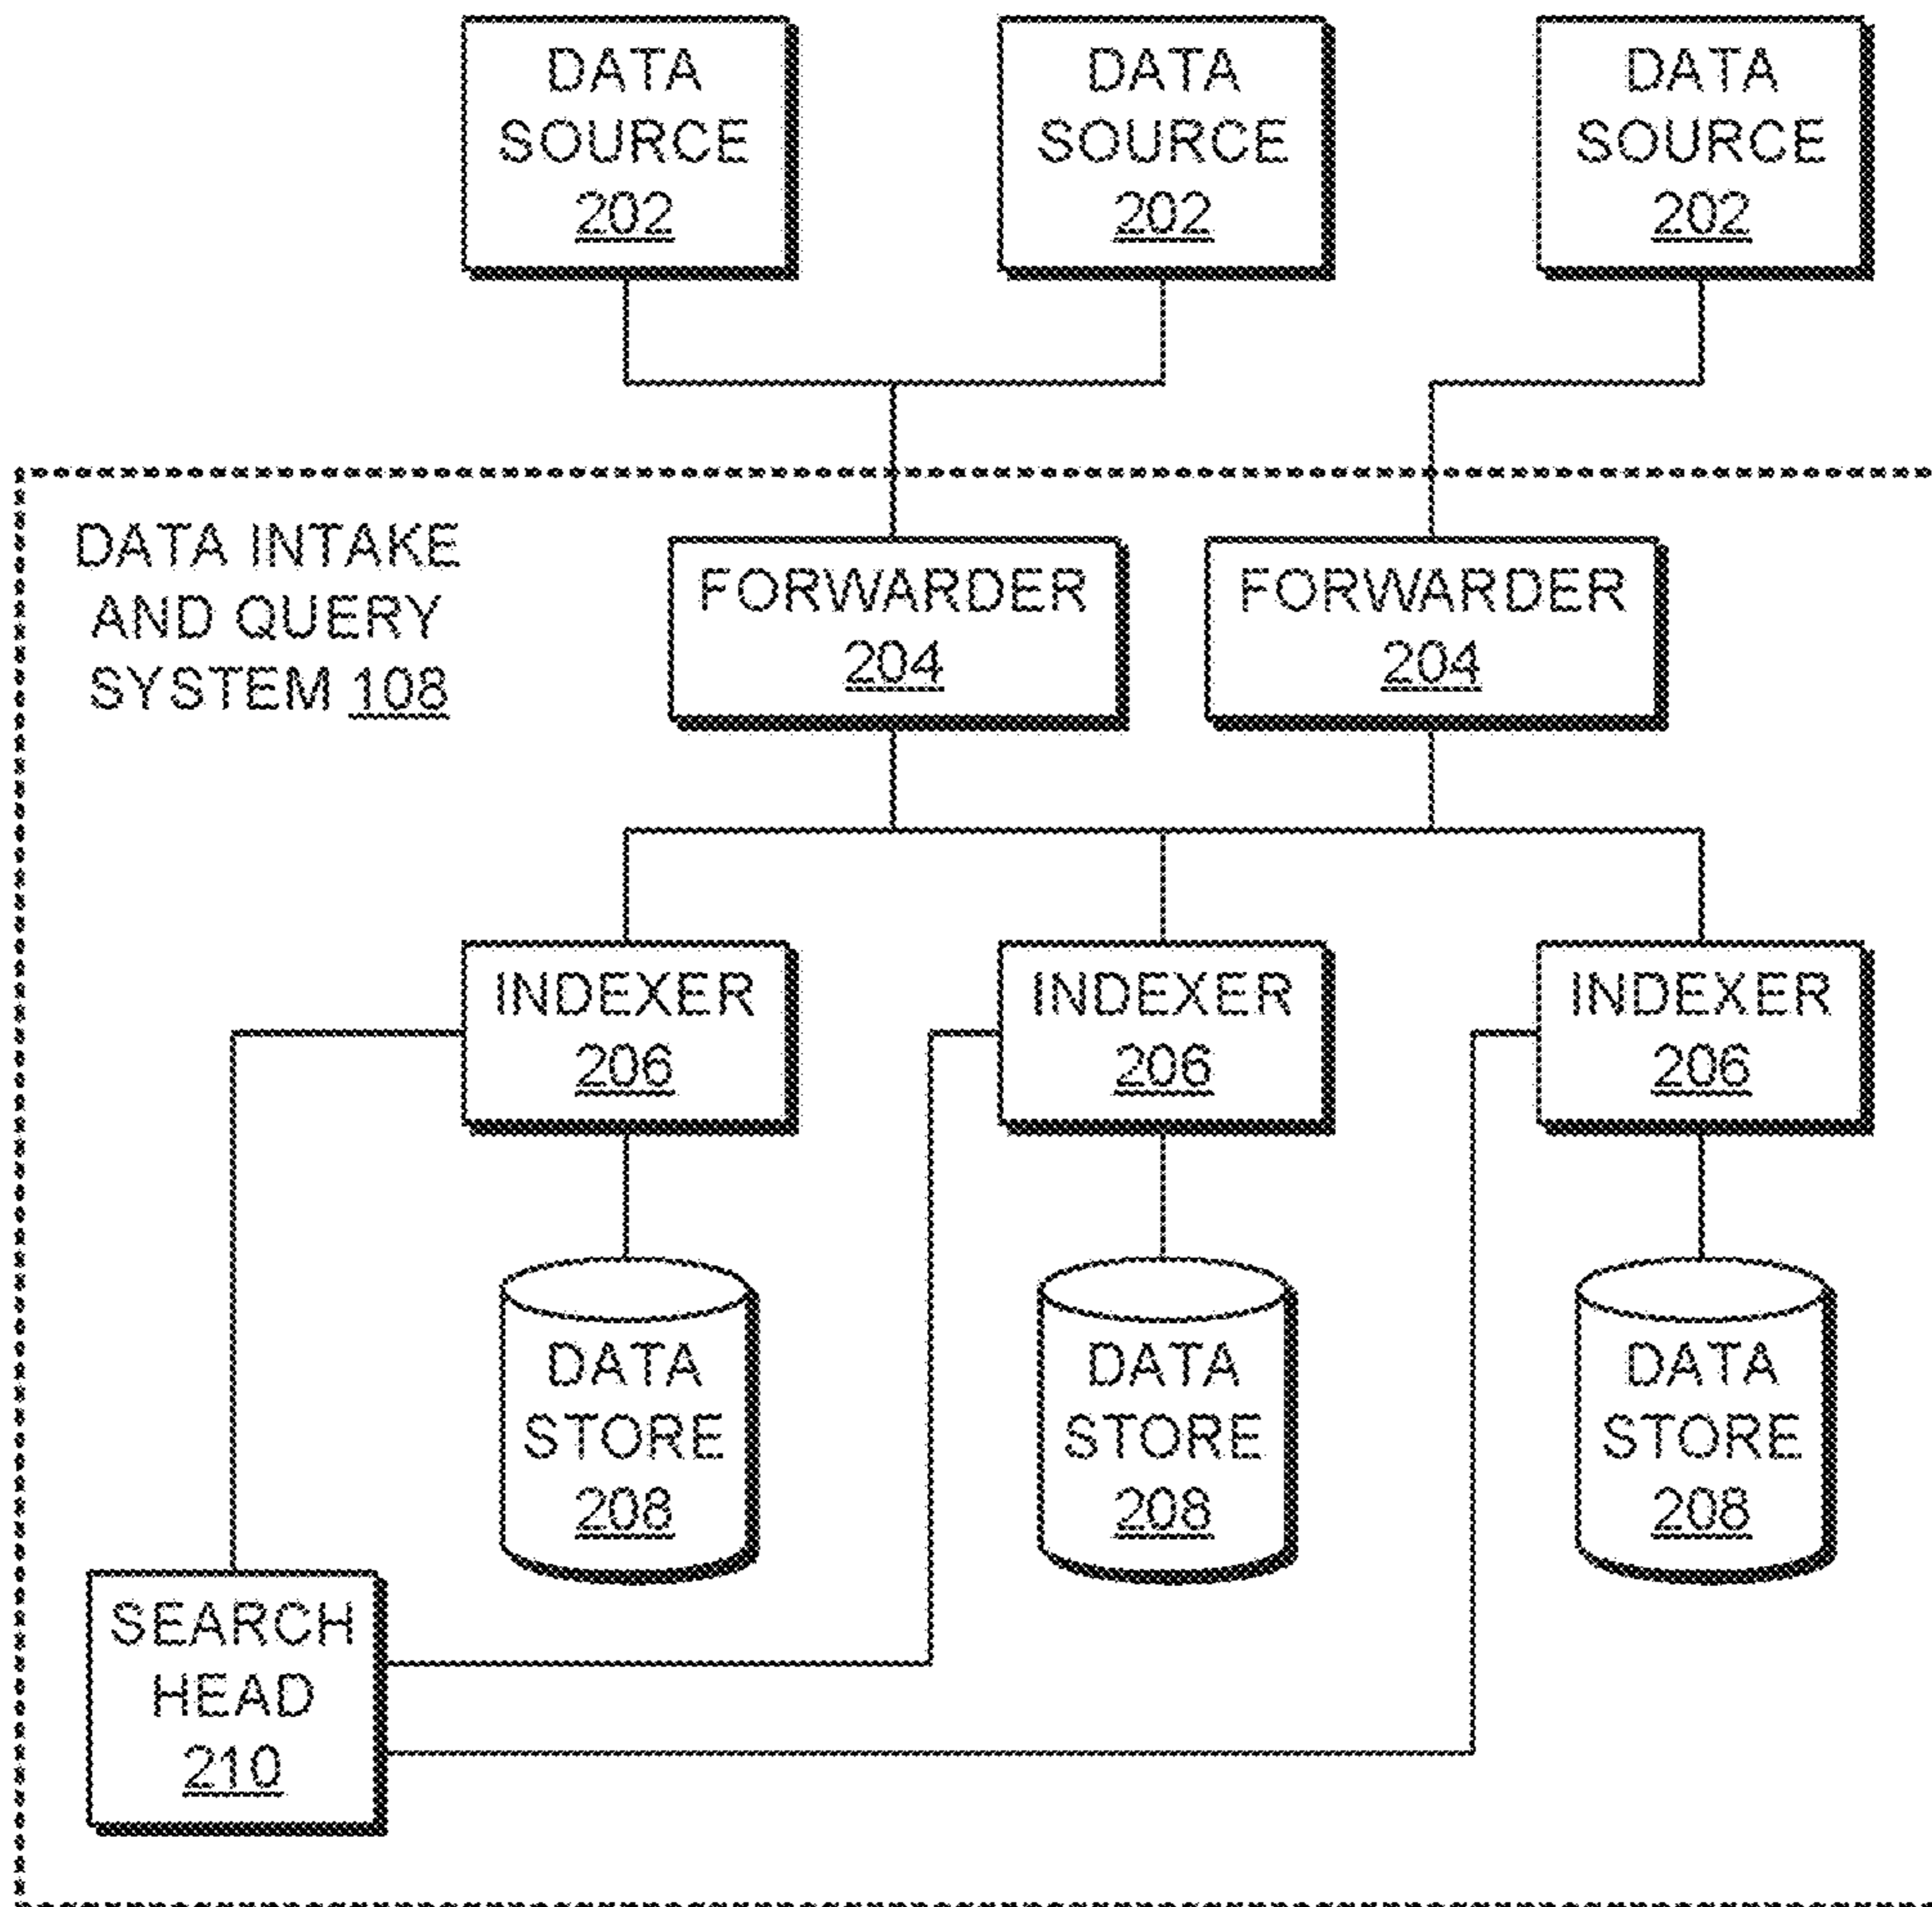 DATA
SOURCE
202
DATA
SOURCE
202
DATA
SOURCE
202
DATA INTAKE
AND QUERY
SYSTEM 108
FORWARDER
204
FORWARDER
204
INDEXER
206
INDEXER
206
INDEXER
206
DATA
STORE
208
DATA
STORE
208
DATA
STORE
208
SEARCH
HEAD
210